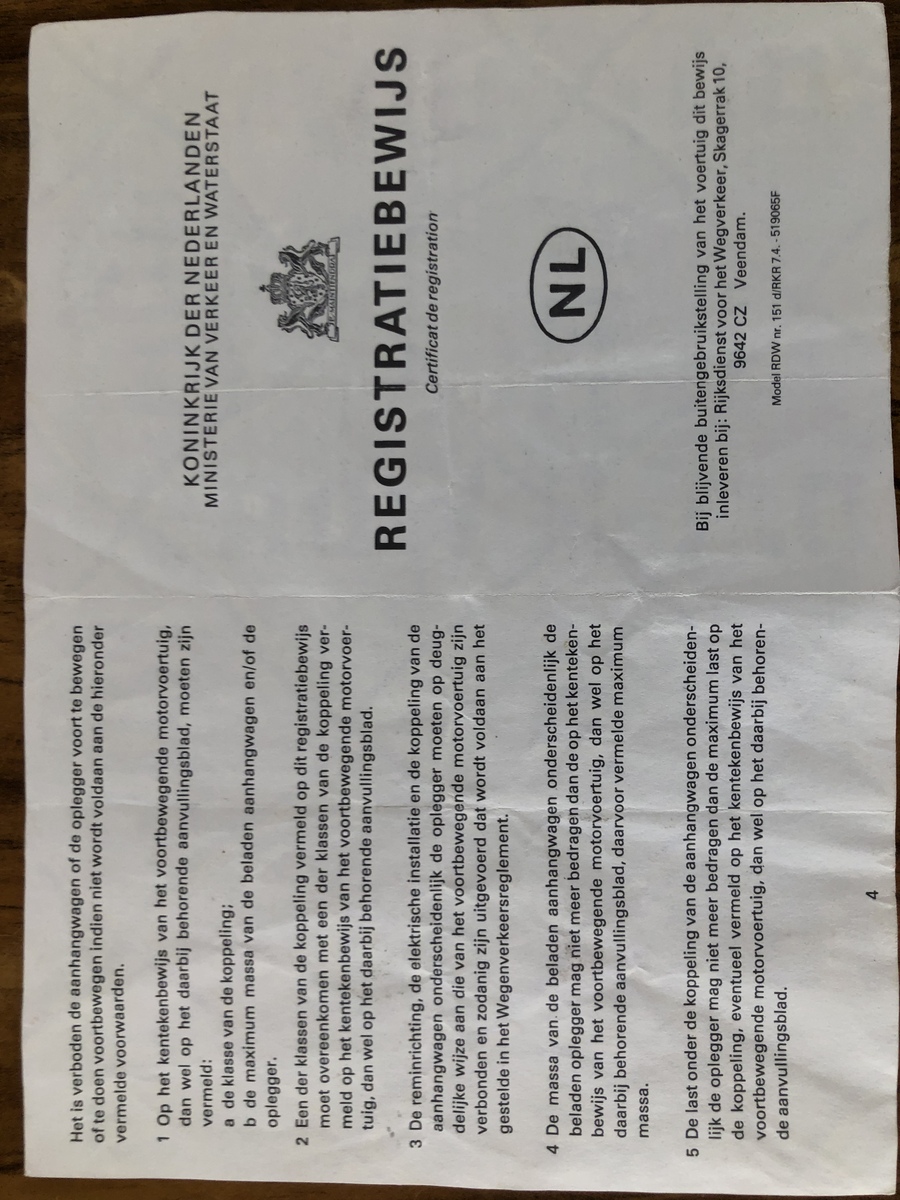 Het is verboden de aanhangwagen of de oplegger voort te bewegen
of te doen voortbewegen indien niet wordt voldaan aan de hieronder
vermelde voorwaarden.
1 Op het kentekenbewijs van het voortbewegende motorvoertuig,
dan wel op het daarbij behorende aanvullingsblad, moeten zijn
vermeld:
a de klasse van de koppeling;
b de maximum massa van de beladen aanhangwagen en/of de
oplegger.
2 Een der klassen van de koppeling vermeld op dit registratiebewijs
moet overeenkomen met een der klassen van de koppeling ver-
meld op het kentekenbewijs van het voortbewegende motorvoer-
tuig, dan wel op het daarbij behorende aanvullingsblad.
3 De reminrichting, de elektrische installatie en de koppeling van de
aanhangwagen onderscheidenlijk de oplegger moeten op deug-
delijke wijze aan die van het voortbewegende motorvoertuig zijn
verbonden en zodanig zijn uitgevoerd dat wordt voldaan aan het
gestelde in het Wegenverkeersreglement.
4 De massa van de beladen aanhangwagen onderscheidenlijk de
beladen oplegger mag niet meer bedragen dan de op het kenteken-
bewijs van het voortbewegende motorvoertuig, dan wel op het
daarbij behorende aanvullingsblad, daarvoor vermelde maximum
massa.
5 De last onder de koppeling van de aanhangwagen onderscheiden-
lijk de oplegger mag niet meer bedragen dan de maximum last op
de koppeling, eventueel vermeld op het kentekenbewijs van het
voortbewegende motorvoertuig, dan wel op het daarbij behoren-
de aanvullingsblad.
4
KONINKRIJK DER NEDERLANDEN
MINISTERIE VAN VERKEER EN WATERSTAAT
JE MAINTIENDRAI
REGISTRATIEBEWIJS
Certificat de registration
NL
Bij blijvende buitengebruikstelling van het voertuig dit bewijs
inleveren bij: Rijksdienst voor het Wegverkeer, Skagerrak 10,
9642 CZ Veendam.
Model RDW nr. 151 d/RKR 7.4. - 519065F